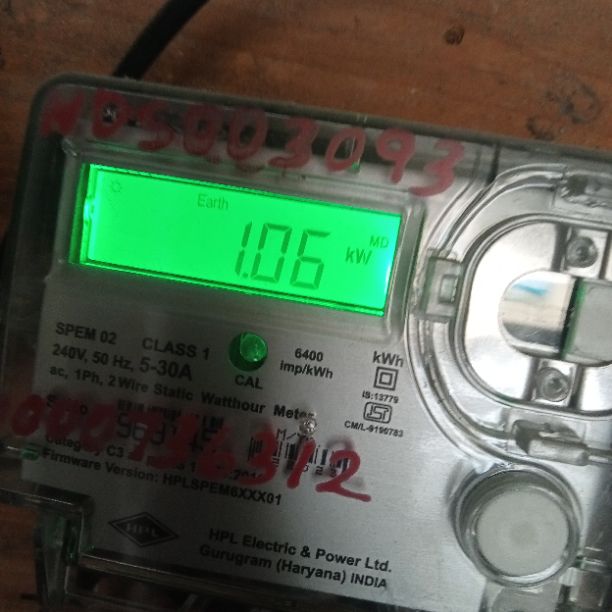 NDS003093
Earth
MD
1.06 kW
SPEM 02 CLASS 1
240V, 50 Hz, 5-30A
ac, 1Ph, 2 Wire Static Watthour Meter
CAL
6400
imp/kWh
kWh
IS:13779
CM/L-9190783
Category C3
Firmware Version: HPLSPEM6XXX01
HPL
HPL Electric & Power Ltd.
Gurugram (Haryana) INDIA